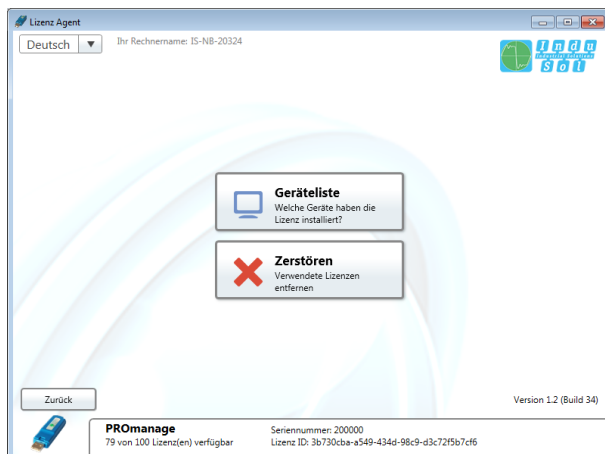 Lizenz Agent
Deutsch
Ihr Rechnername: IS-NB-20324
Indu
Sol
Geräteliste
Welche Geräte haben die
Lizenz installiert?
Zerstören
Verwendete Lizenzen
entfernen
Zurück
Version 1.2 (Build 34)
PROmanage
Seriennummer: 200000
79 von 100 Lizenz(en) verfügbar
Lizenz ID: 3b730cba-a549-434d-98c9-d3c72f5b7cf6